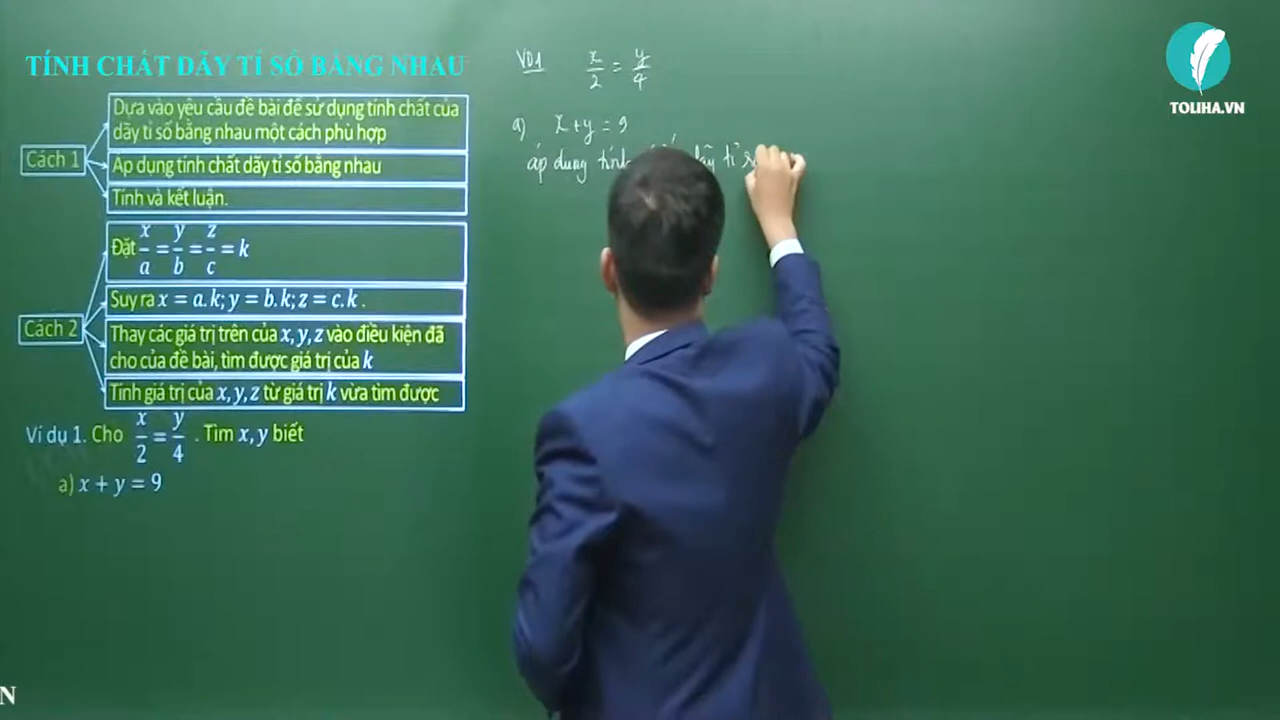 TÍNH CHẤT DÃY TỈ SỐ BẰNG NHAU
Cách 1
Dựa vào yêu cầu đề bài để sử dụng tính chất của
dãy tỉ số bằng nhau một cách phù hợp
Áp dụng tính chất dãy tỉ số bằng nhau
Tính và kết luận.
Cách 2
Đặt x/a = y/b = z/c = k
Suy ra x = a.k; y = b.k; z = c.k .
Thay các giá trị trên của x, y, z vào điều kiện đã
cho của đề bài, tìm được giá trị của k
Tính giá trị của x, y, z từ giá trị k vừa tìm được
Ví dụ 1. Cho x/2 = y/4 . Tìm x, y biết
a) x + y = 9
VD1 x/2 = y/4
a) x + y = 9
áp dụng dãy tỉ
TOLIHA.VN
N